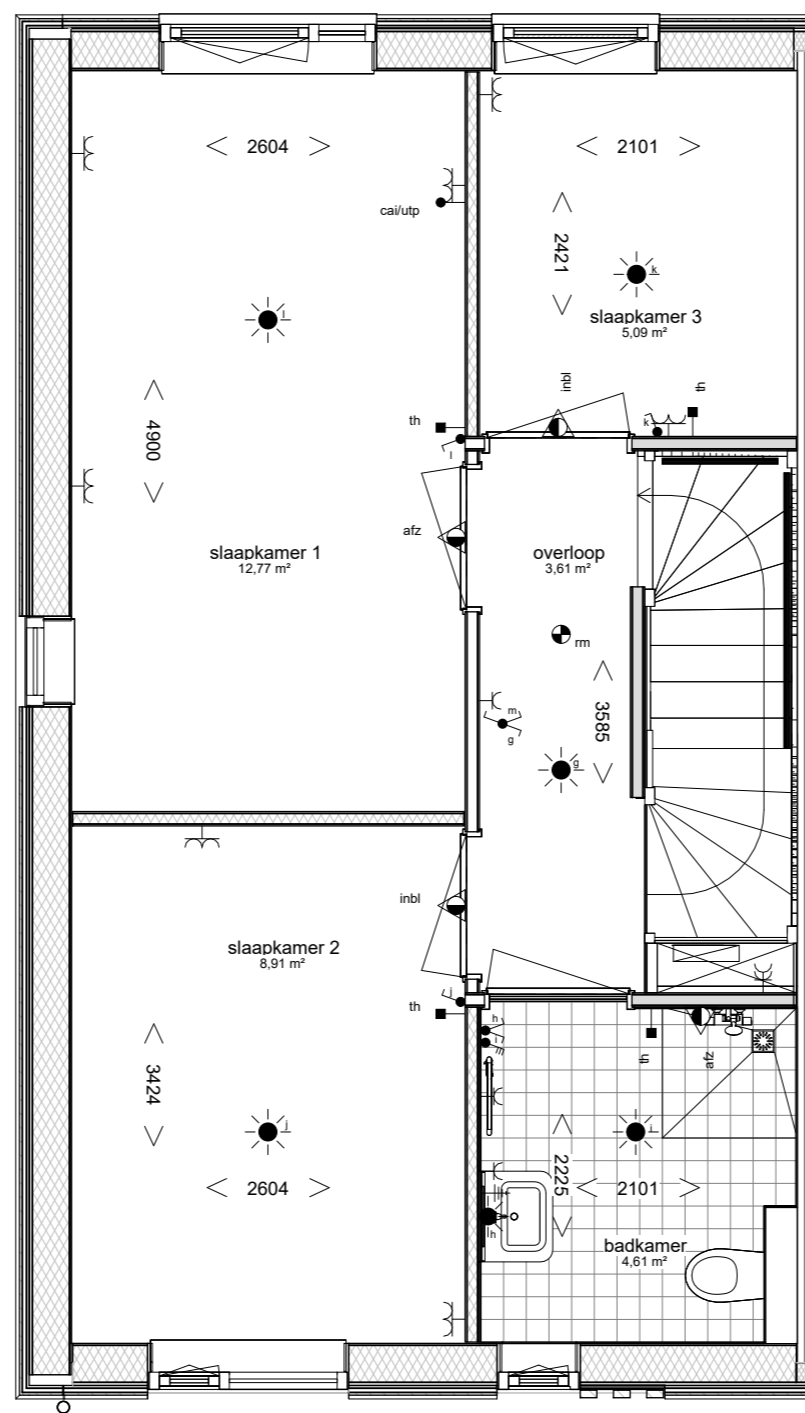 2604
2101
cai/utp
2421
k
l
slaapkamer 3
5,09 m²
inbl
th
k
th
l
4900
afz
slaapkamer 1
12,77 m²
overloop
3,61 m²
rm
3585
m
g
g
inbl
slaapkamer 2
8,91 m²
j
th
h
i
m
th
afz
3424
j
i
2225
2604
2101
h
badkamer
4,61 m²